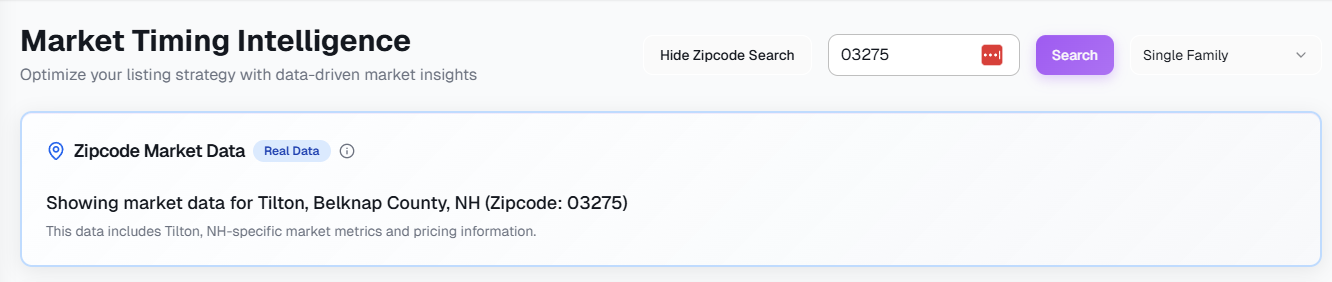 Market Timing Intelligence
Optimize your listing strategy with data-driven market insights
Hide Zipcode Search
03275
Search
Single Family
Zipcode Market Data
Real Data
Showing market data for Tilton, Belknap County, NH (Zipcode: 03275)
This data includes Tilton, NH-specific market metrics and pricing information.